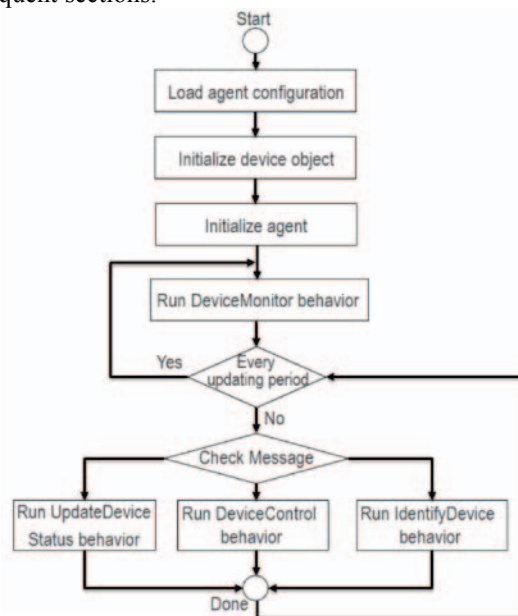 quent sections.
Start
Load agent configuration
Initialize device object
Initialize agent
Run DeviceMonitor behavior
Yes
Every
updating period
No
Check Message
Run UpdateDevice
Status behavior
Run DeviceControl
behavior
Run IdentifyDevice
behavior
Done